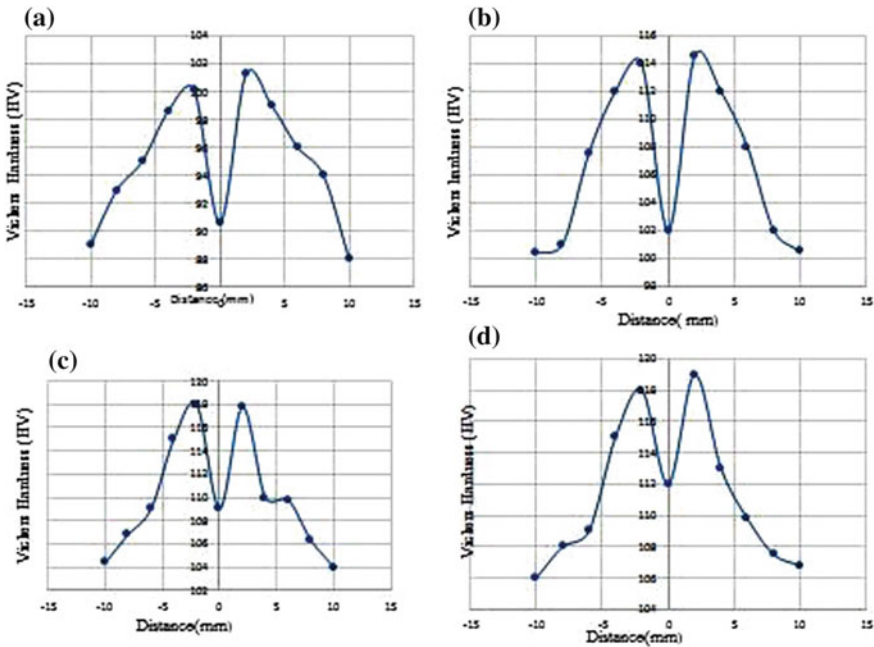 (a)
Vickers Hardness (HV)
104
102
100
98
96
94
92
90
88
86
-15 -10 -5 0 5 10 15
Distance(mm)
(b)
Vickers Hardness (HV)
116
114
112
110
108
106
104
102
100
98
-15 -10 -5 0 5 10 15
Distance( mm)
(c)
Vickers Hardness (HV)
120
118
116
114
112
110
108
106
104
102
-15 -10 -5 0 5 10 15
Distance(mm)
(d)
Vickers Hardness (HV)
120
118
116
114
112
110
108
106
104
-15 -10 -5 0 5 10 15
Distance(mm)